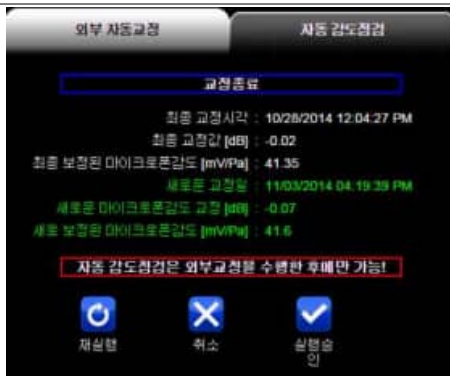 외부 자동교정
자동 감도점검
교정종료
최종 교정시각 : 10/28/2014 12:04:27 PM
최종 교정값 [dB] : -0.02
최종 보정된 마이크로폰감도 [mV/Pa] : 41.35
새로운 교정일 : 11/03/2014 04:19:39 PM
새로운 마이크로폰감도 교정 [dB] : -0.07
새로 보정된 마이크로폰감도 [mV/Pa] : 41.6
자동 감도점검은 외부교정을 수행한 후에만 가능!
재실행
취소
실행승
인